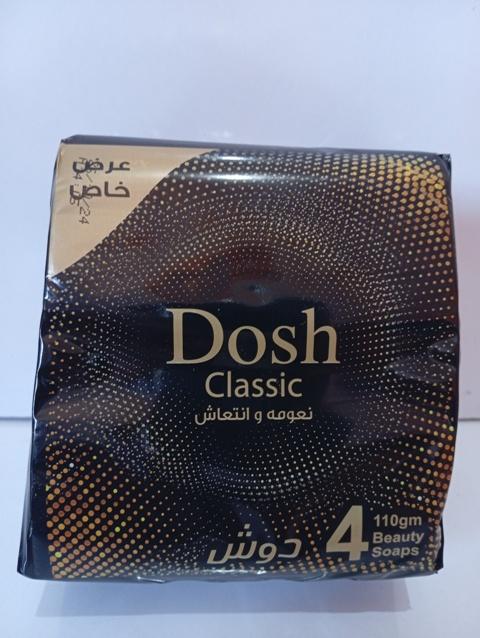 عرض
خاص
Dosh
Classic
نعومه و انتعاش
دوش
4
110gm
Beauty
Soaps